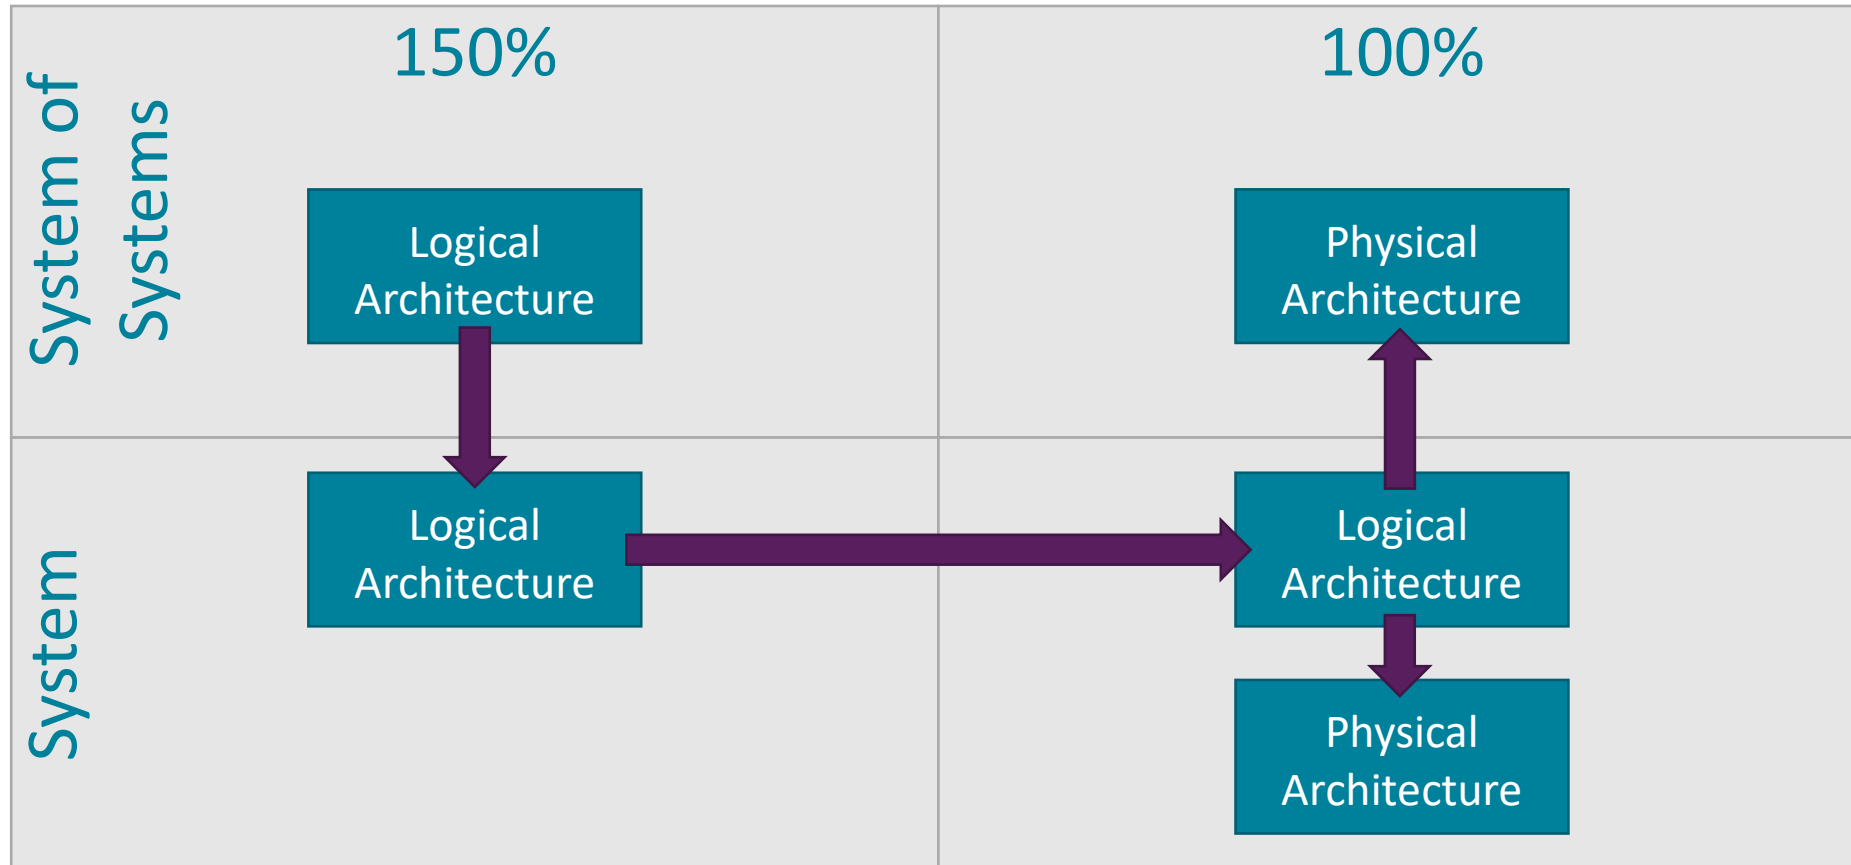 150%
100%
System of
Systems
Logical
Architecture
Physical
Architecture
System
Logical
Architecture
Logical
Architecture
Physical
Architecture